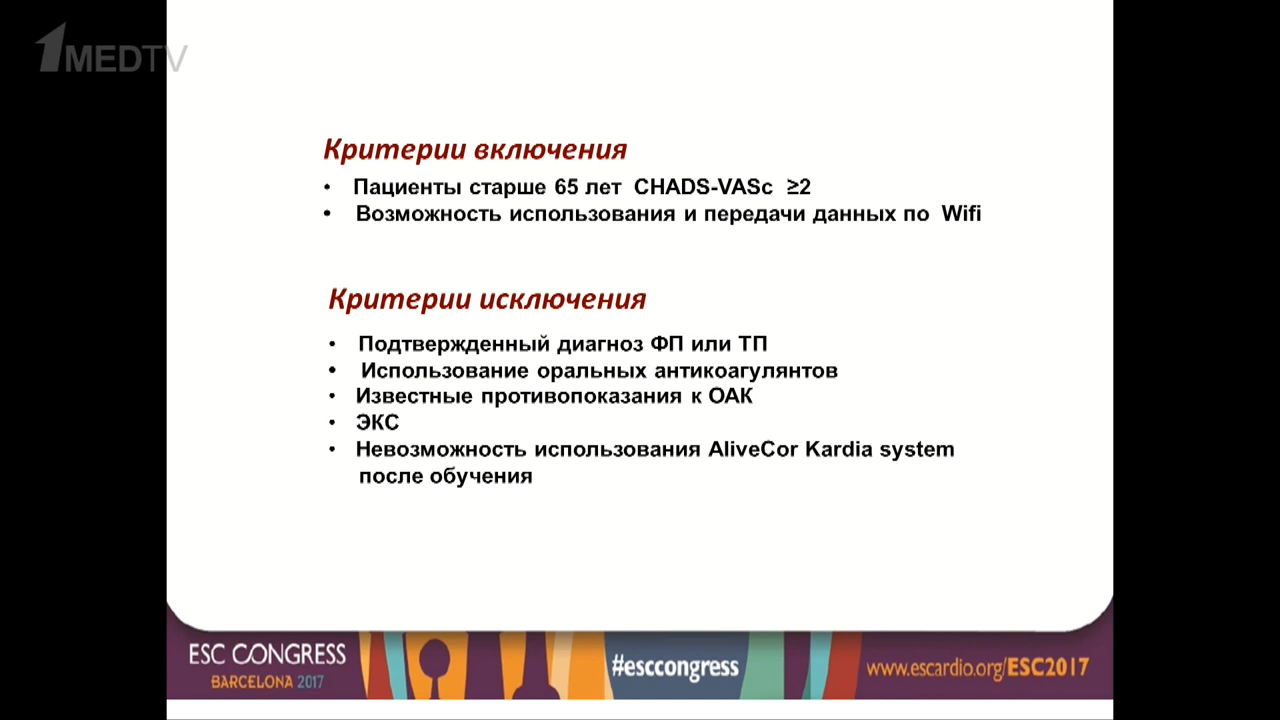 1MEDTV
Критерии включения
• Пациенты старше 65 лет CHADS-VASc ≥2
• Возможность использования и передачи данных по Wifi
Критерии исключения
• Подтвержденный диагноз ФП или ТП
• Использование оральных антикоагулянтов
• Известные противопоказания к ОАК
• ЭКС
• Невозможность использования AliveCor Kardia system
после обучения
ESC CONGRESS
BARCELONA 2017
#esccongress
www.escardio.org/ESC2017